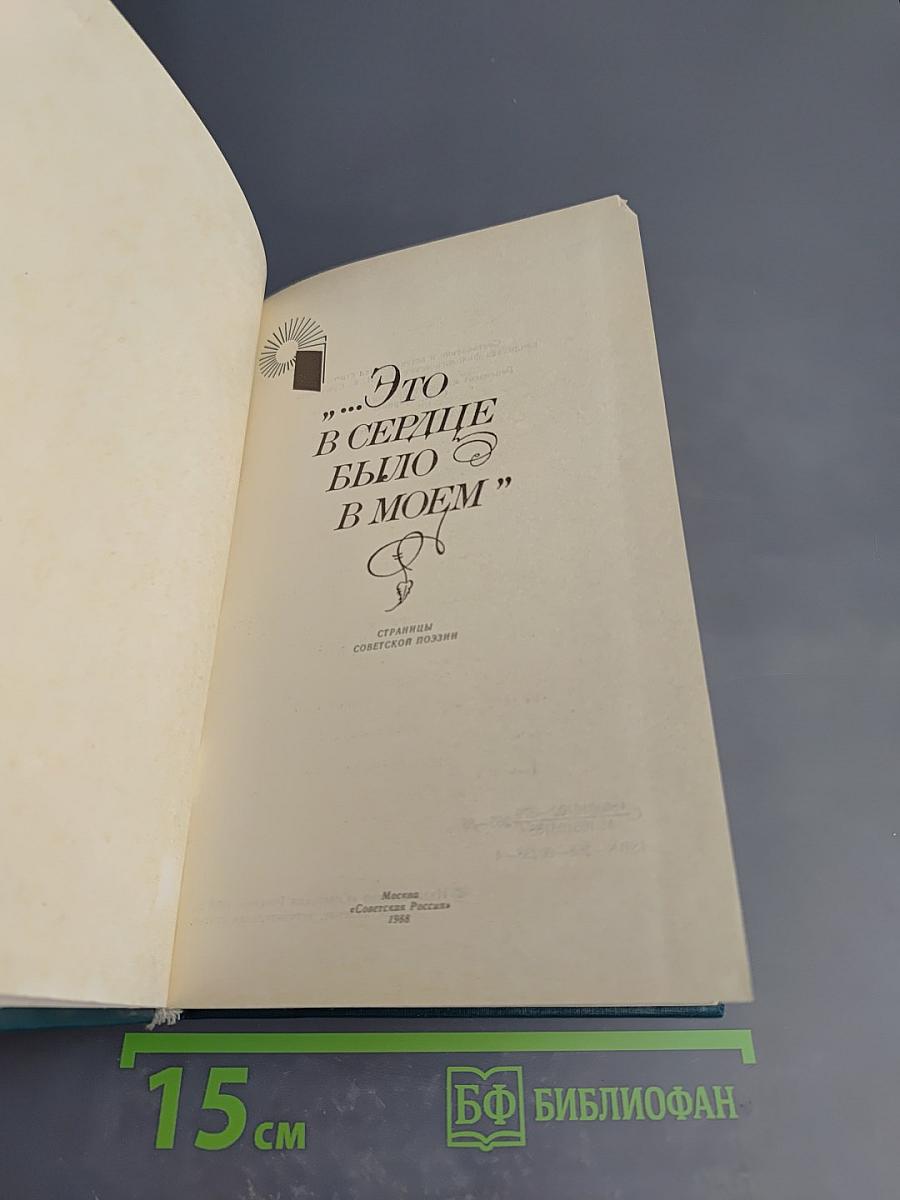 „...Это
в сердце
было
в моем”
СТРАНИЦЫ
СОВЕТСКОЙ ПОЭЗИИ
Москва
«Советская Россия»
1988
15 см
БФ БИБЛИОФАН